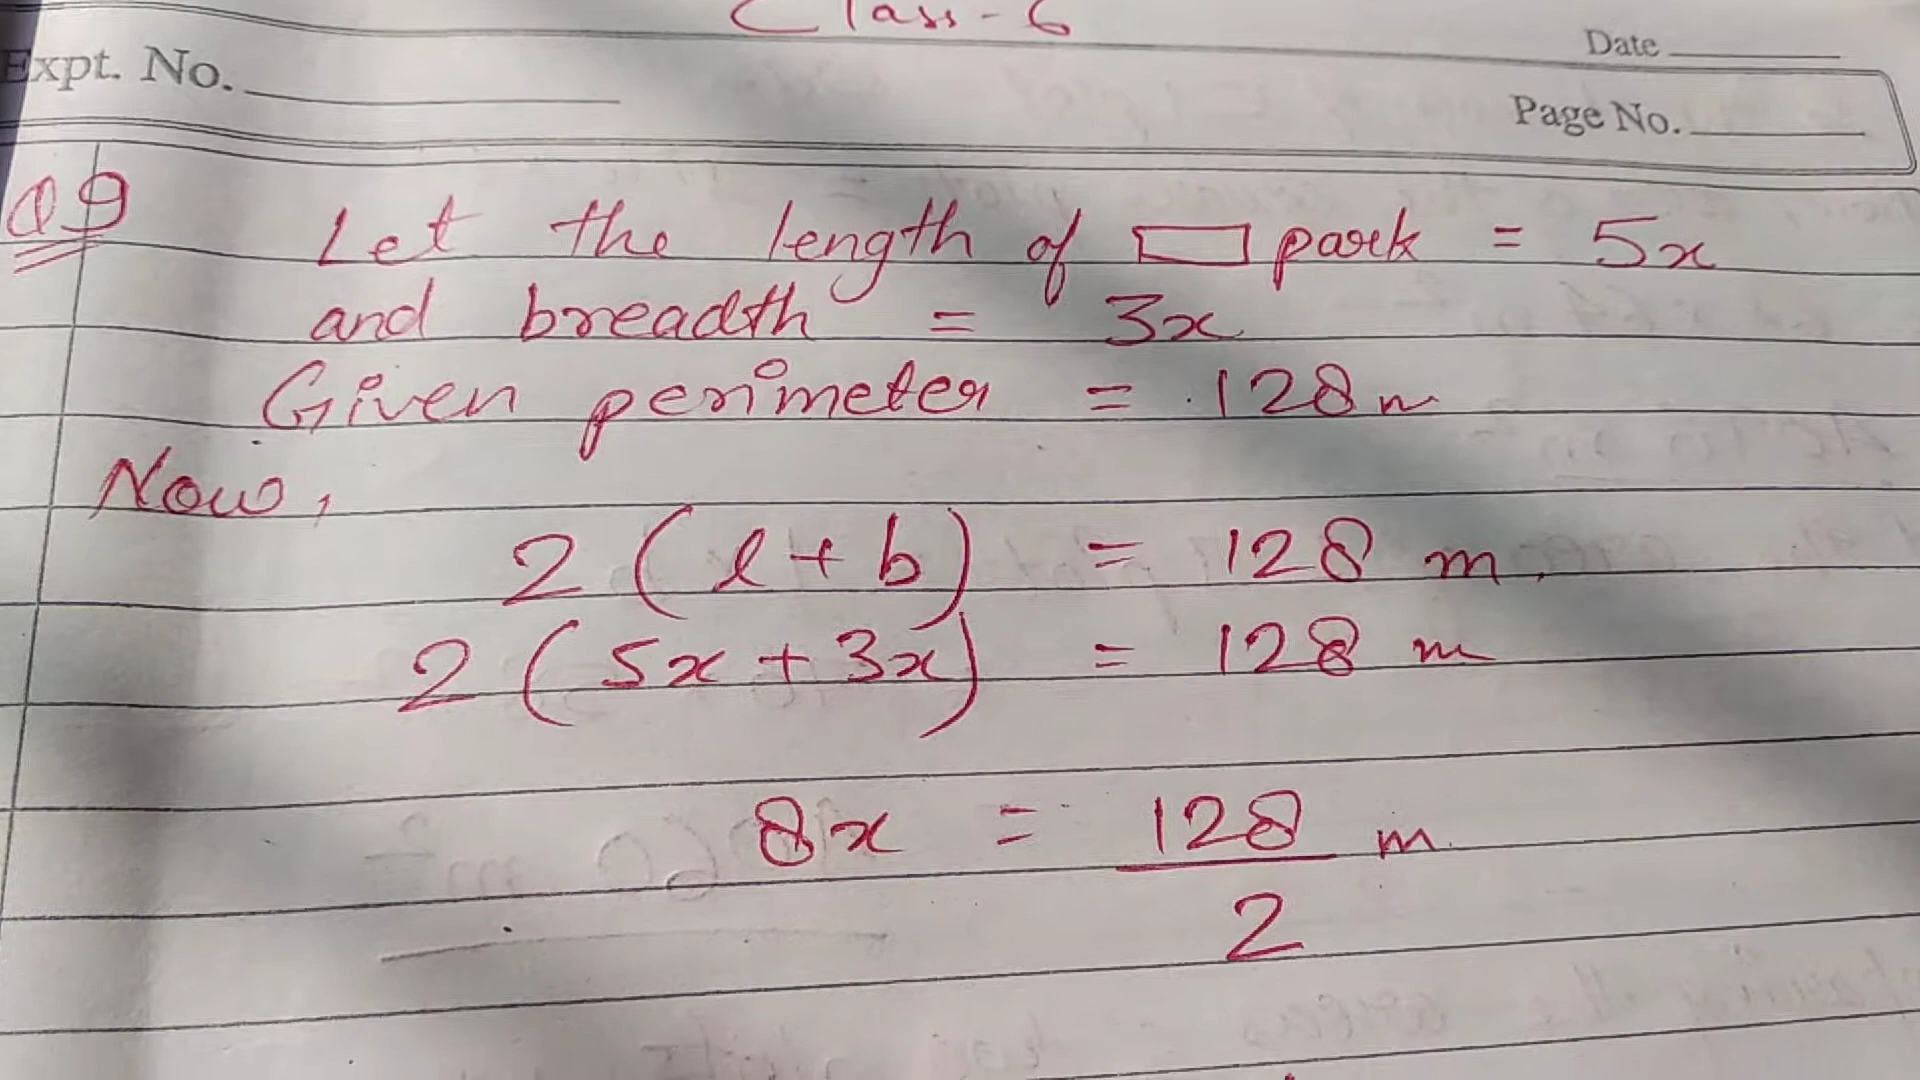 Class-6
Date
Expt. No.
Page No.
Q9
Let the length of ▭ park = 5x
and breadth = 3x
Given perimeter = 128m
Now,
2 (l + b) = 128 m.
2 (5x + 3x) = 128 m
8x = 128/2 m